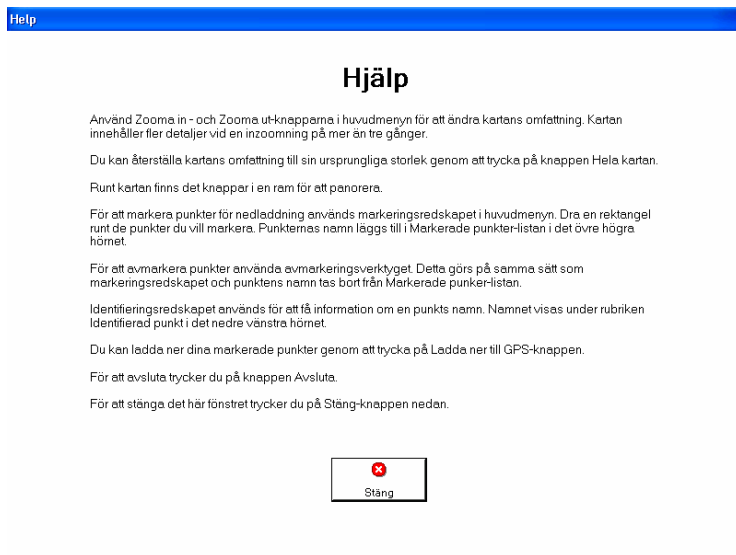 Help
Hjälp
Använd Zooma in - och Zooma ut-knapparna i huvudmenyn för att ändra kartans omfattning. Kartan
innehåller fler detaljer vid en inzoomning på mer än tre gånger.
Du kan återställa kartans omfattning till sin ursprungliga storlek genom att trycka på knappen Hela kartan.
Runt kartan finns det knappar i en ram för att panorera.
För att markera punkter för nedladdning används markeringsredskapet i huvudmenyn. Dra en rektangel
runt de punkter du vill markera. Punkternas namn läggs till i Markerade punkter-listan i det övre högra
hörnet.
För att avmarkera punkter använda avmarkeringsverktyget. Detta görs på samma sätt som
markeringsredskapet och punktens namn tas bort från Markerade punker-listan.
Identifieringsredskapet används för att få information om en punkts namn. Namnet visas under rubriken
Identifierad punkt i det nedre vänstra hörnet.
Du kan ladda ner dina markerade punkter genom att trycka på Ladda ner till GPS-knappen.
För att avsluta trycker du på knappen Avsluta.
För att stänga det här fönstret trycker du på Stäng-knappen nedan.
Stäng